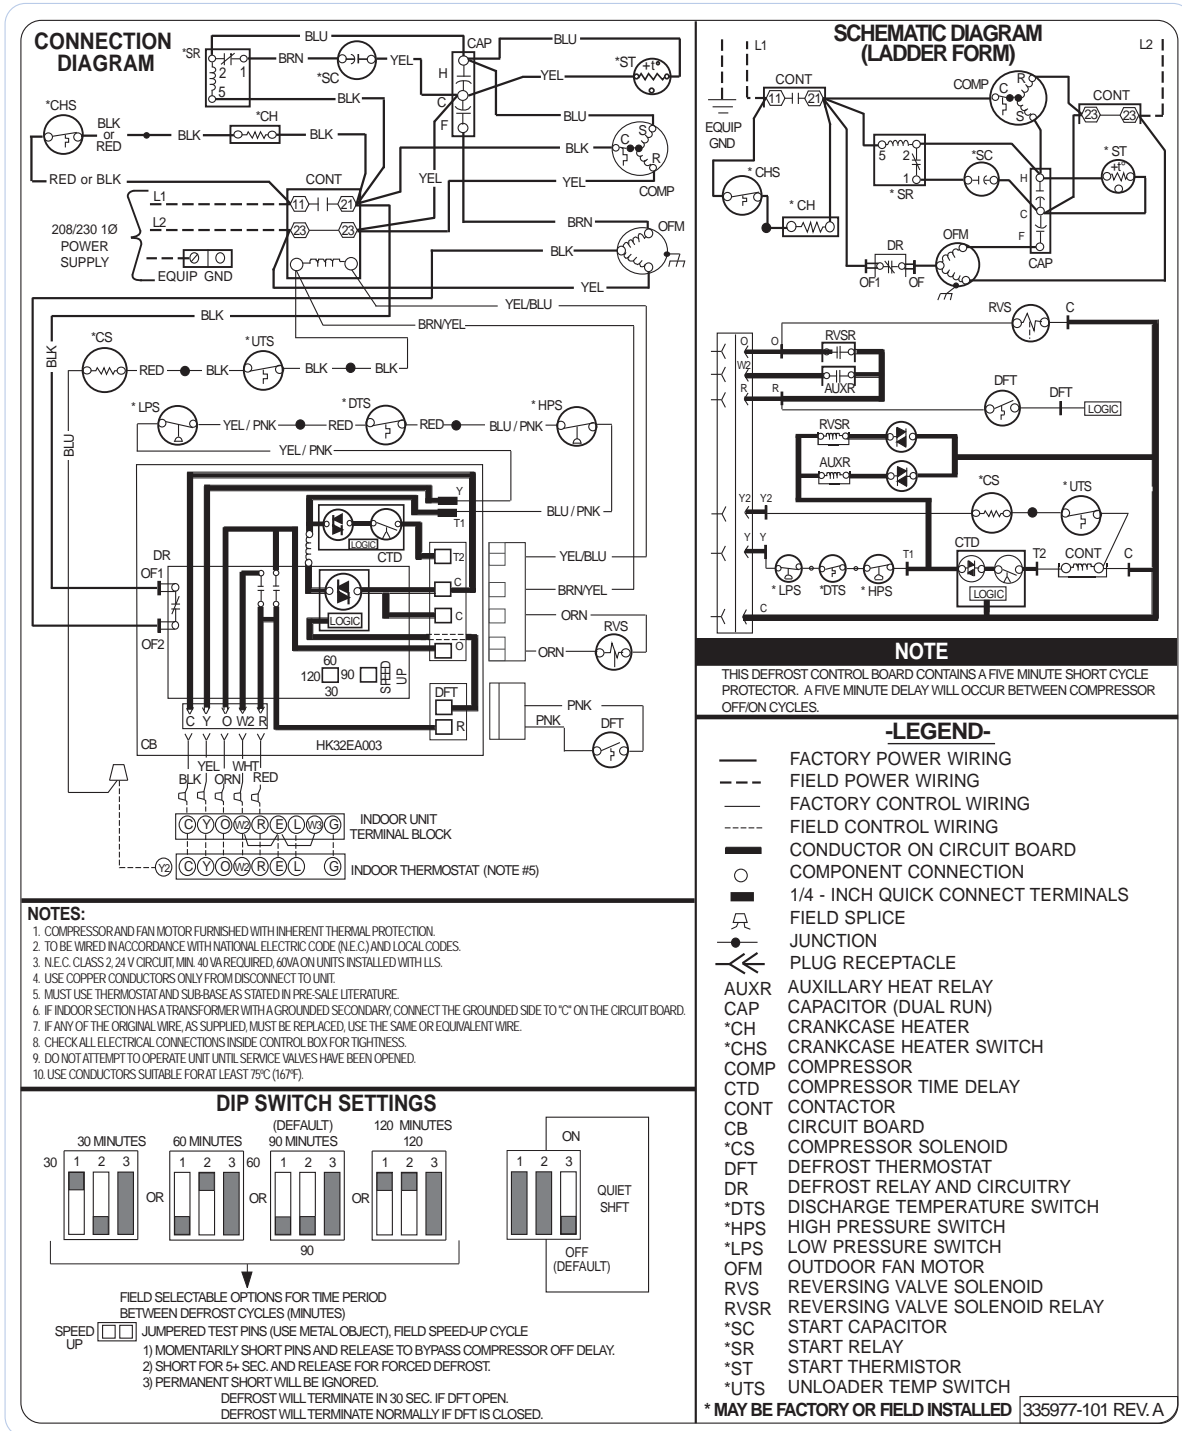 CONNECTION
DIAGRAM
BLU
CAP
BLU
*SR
2 1
5
BRN
*SC
YEL
H
C
F
YEL
*ST
+t°
BLK
*CHS
BLK
or
RED
BLK
*CH
BLK
BLU
BLK
YEL
S
C
R
COMP
RED or BLK
CONT
YEL
YEL
L1
11
21
L2
23
23
208/230 1Ø
POWER
SUPPLY
EQUIP GND
BRN
OFM
BLK
YEL
YEL/BLU
BLK
BRN/YEL
BLK
*CS
*UTS
RED
BLK
BLK
BLK
*LPS
*DTS
*HPS
YEL/ PNK
RED
RED
BLU / PNK
YEL/ PNK
BLU
Y
T1
BLU / PNK
LOGIC
CTD
T2
YEL/BLU
DR
OF1
C
BRN/YEL
LOGIC
C
ORN
RVS
OF2
O
ORN
60
120 90
30
SPEED
UP
DFT
R
PNK
PNK
DFT
C Y O W2 R
CB
HK32EA003
YEL WHT
BLK ORN RED
C Y O W2 R E L W3 G
INDOOR UNIT
TERMINAL BLOCK
Y2 C Y O W2 R E L G
INDOOR THERMOSTAT (NOTE #5)
NOTES:
1. COMPRESSOR AND FAN MOTOR FURNISHED WITH INHERENT THERMAL PROTECTION.
2. TO BE WIRED IN ACCORDANCE WITH NATIONAL ELECTRIC CODE (N.E.C.) AND LOCAL CODES.
3. N.E.C. CLASS 2, 24 V CIRCUIT, MIN. 40 VA REQUIRED, 60VA ON UNITS INSTALLED WITH LLS.
4. USE COPPER CONDUCTORS ONLY FROM DISCONNECT TO UNIT.
5. MUST USE THERMOSTAT AND SUB-BASE AS STATED IN PRE-SALE LITERATURE.
6. IF INDOOR SECTION HAS A TRANSFORMER WITH A GROUNDED SECONDARY, CONNECT THE GROUNDED SIDE TO "C" ON THE CIRCUIT BOARD.
7. IF ANY OF THE ORIGINAL WIRE, AS SUPPLIED, MUST BE REPLACED, USE THE SAME OR EQUIVALENT WIRE.
8. CHECK ALL ELECTRICAL CONNECTIONS INSIDE CONTROL BOX FOR TIGHTNESS.
9. DO NOT ATTEMPT TO OPERATE UNIT UNTIL SERVICE VALVES HAVE BEEN OPENED.
10. USE CONDUCTORS SUITABLE FOR AT LEAST 75ºC (167ºF).
DIP SWITCH SETTINGS
(DEFAULT)
30 MINUTES 60 MINUTES 90 MINUTES 120 MINUTES
120
30 1 2 3
OR
1 2 3 60
OR
1 2 3
90
OR
1 2 3
ON
1 2 3
QUIET
SHFT
OFF
(DEFAULT)
FIELD SELECTABLE OPTIONS FOR TIME PERIOD
BETWEEN DEFROST CYCLES (MINUTES)
SPEED
UP
JUMPERED TEST PINS (USE METAL OBJECT), FIELD SPEED-UP CYCLE
1) MOMENTARILY SHORT PINS AND RELEASE TO BYPASS COMPRESSOR OFF DELAY.
2) SHORT FOR 5+ SEC. AND RELEASE FOR FORCED DEFROST.
3) PERMANENT SHORT WILL BE IGNORED.
DEFROST WILL TERMINATE IN 30 SEC. IF DFT OPEN.
DEFROST WILL TERMINATE NORMALLY IF DFT IS CLOSED.
SCHEMATIC DIAGRAM
(LADDER FORM)
L1
L2
COMP
R
C
S
CONT
11
21
CONT
23
23
EQUIP
GND
5 2
1
* SR
*SC
* ST
+t°
* CHS
* CH
H
C
F
CAP
DR
OFM
OF1 OF
RVS
C
O
O
RVSR
W2
AUXR
R
R
DFT
DFT
LOGIC
RVSR
AUXR
*CS
* UTS
Y2
Y2
CTD
Y
Y
T1
T2
CONT
C
* LPS
*DTS
* HPS
LOGIC
C
NOTE
THIS DEFROST CONTROL BOARD CONTAINS A FIVE MINUTE SHORT CYCLE
PROTECTOR. A FIVE MINUTE DELAY WILL OCCUR BETWEEN COMPRESSOR
OFF/ON CYCLES.
-LEGEND-
FACTORY POWER WIRING
FIELD POWER WIRING
FACTORY CONTROL WIRING
FIELD CONTROL WIRING
CONDUCTOR ON CIRCUIT BOARD
COMPONENT CONNECTION
1/4 - INCH QUICK CONNECT TERMINALS
FIELD SPLICE
JUNCTION
PLUG RECEPTACLE
AUXR AUXILLARY HEAT RELAY
CAP CAPACITOR (DUAL RUN)
*CH CRANKCASE HEATER
*CHS CRANKCASE HEATER SWITCH
COMP COMPRESSOR
CTD COMPRESSOR TIME DELAY
CONT CONTACTOR
CB CIRCUIT BOARD
*CS COMPRESSOR SOLENOID
DFT DEFROST THERMOSTAT
DR DEFROST RELAY AND CIRCUITRY
*DTS DISCHARGE TEMPERATURE SWITCH
*HPS HIGH PRESSURE SWITCH
*LPS LOW PRESSURE SWITCH
OFM OUTDOOR FAN MOTOR
RVS REVERSING VALVE SOLENOID
RVSR REVERSING VALVE SOLENOID RELAY
*SC START CAPACITOR
*SR START RELAY
*ST START THERMISTOR
*UTS UNLOADER TEMP SWITCH
* MAY BE FACTORY OR FIELD INSTALLED
335977-101 REV. A